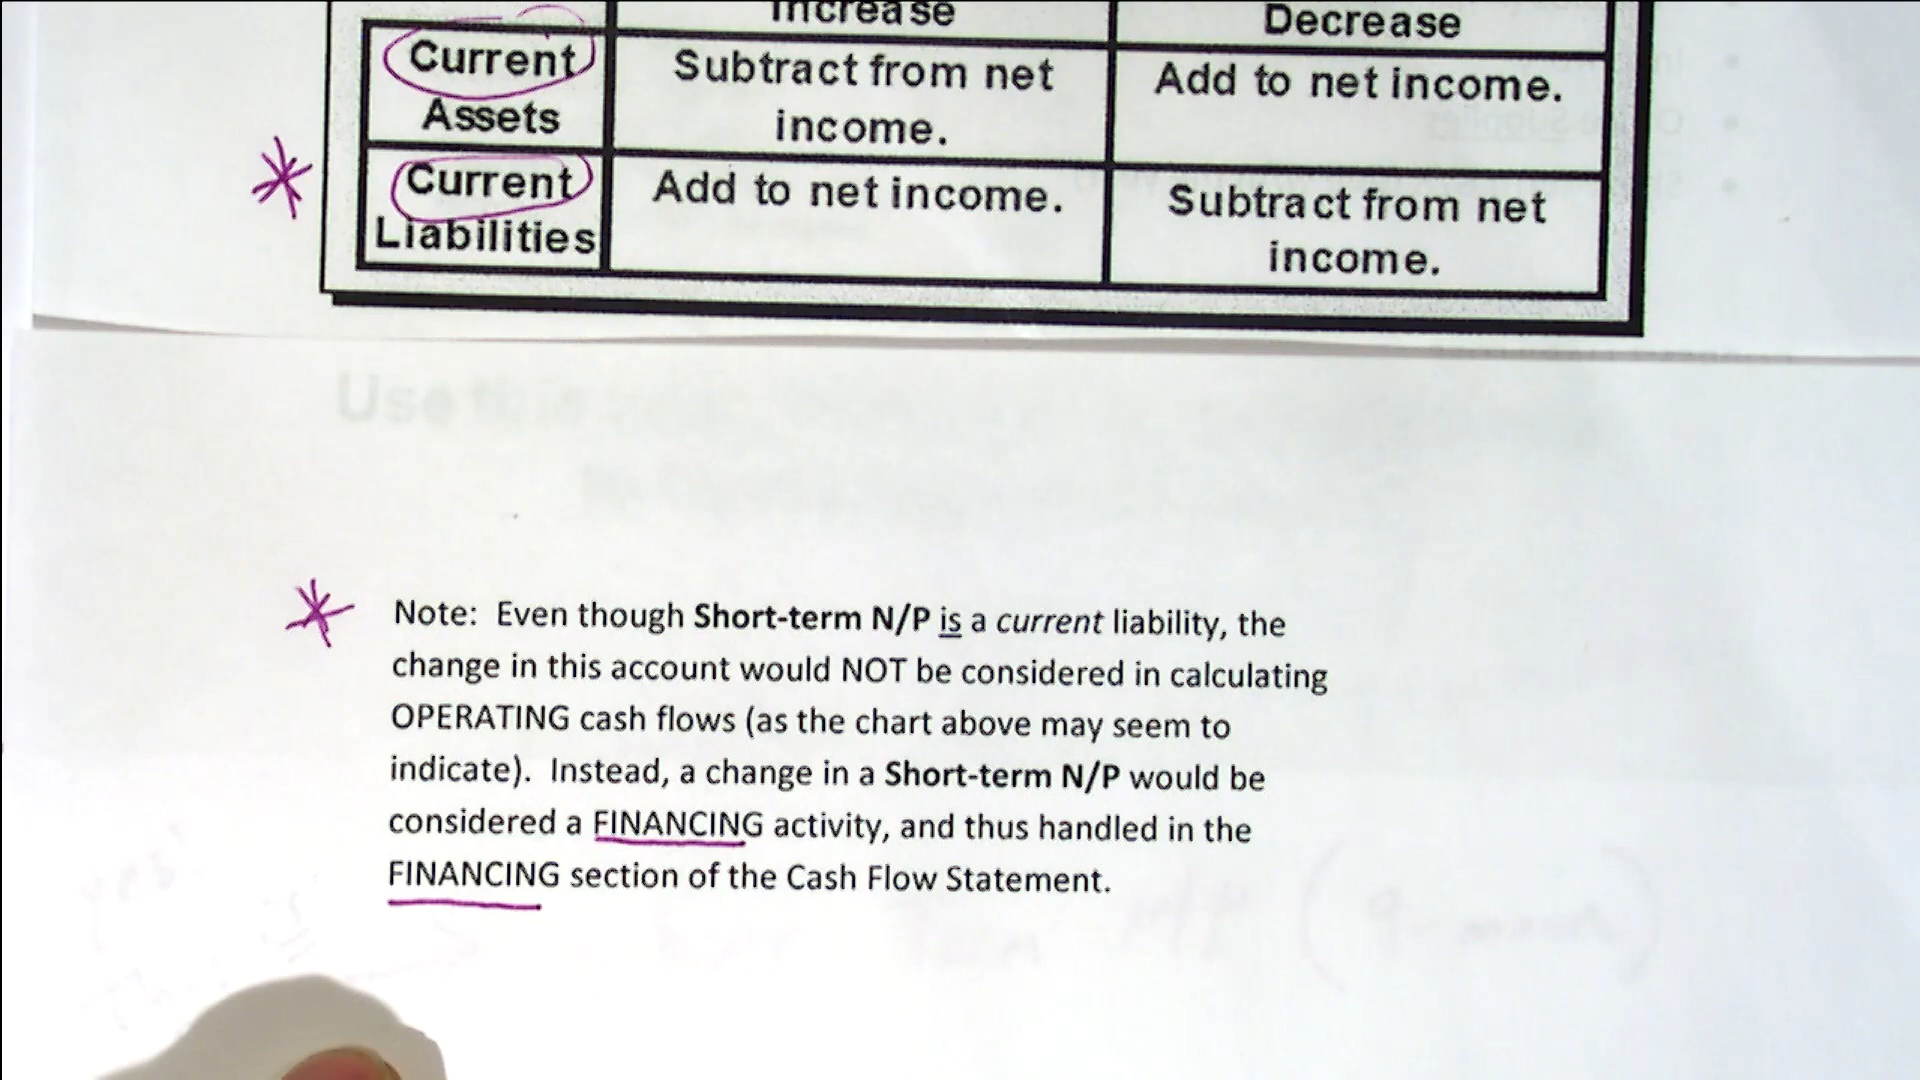 Increase Decrease
Current Subtract from net Add to net income.
Assets income.
Current Add to net income. Subtract from net
Liabilities income.
Note: Even though Short-term N/P is a current liability, the
change in this account would NOT be considered in calculating
OPERATING cash flows (as the chart above may seem to
indicate). Instead, a change in a Short-term N/P would be
considered a FINANCING activity, and thus handled in the
FINANCING section of the Cash Flow Statement.